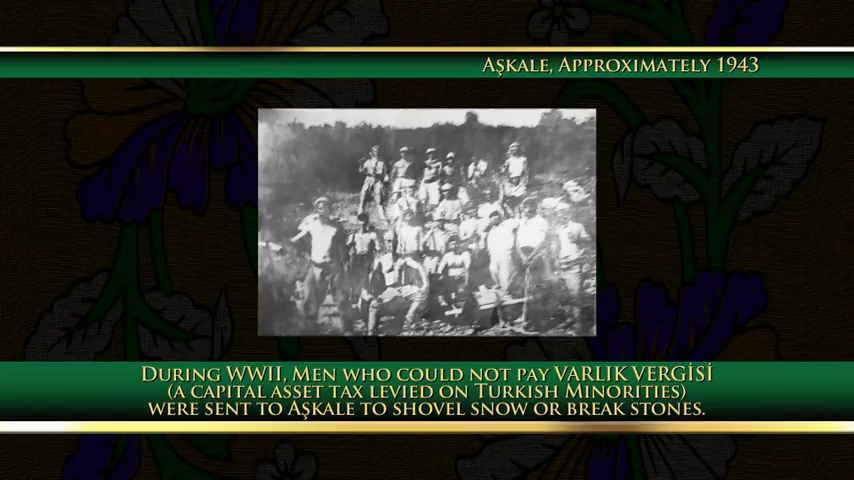 Aşkale, Approximately 1943
During WWII, Men who could not pay VARLIK VERGİSİ
(a capital asset tax levied on Turkish Minorities)
were sent to Aşkale to shovel snow or break stones.